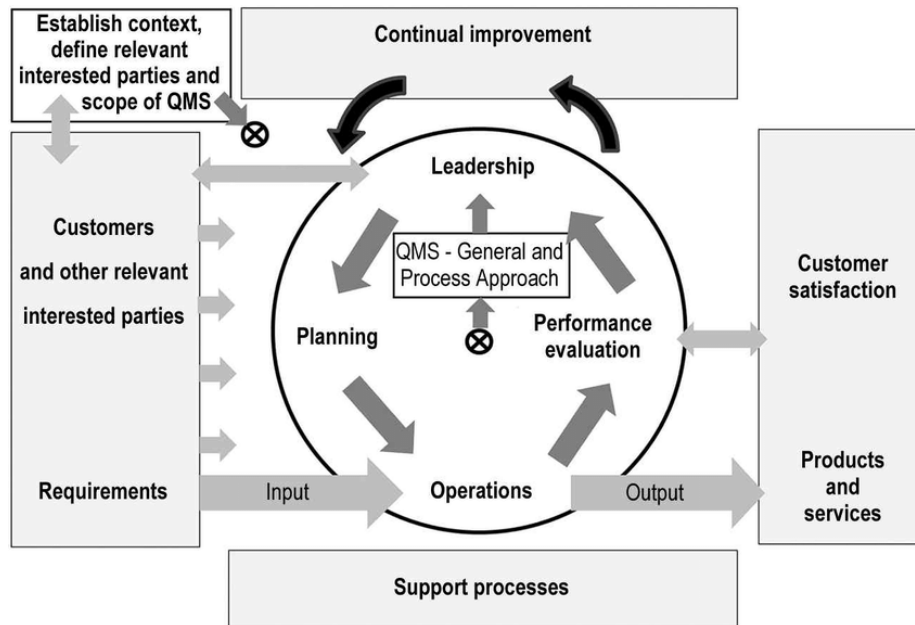 Establish context,
define relevant
interested parties and
scope of QMS
Continual improvement
Leadership
Customers
and other relevant
interested parties
QMS - General and
Process Approach
Planning
Performance
evaluation
Customer
satisfaction
Requirements
Input
Operations
Output
Products
and
services
Support processes